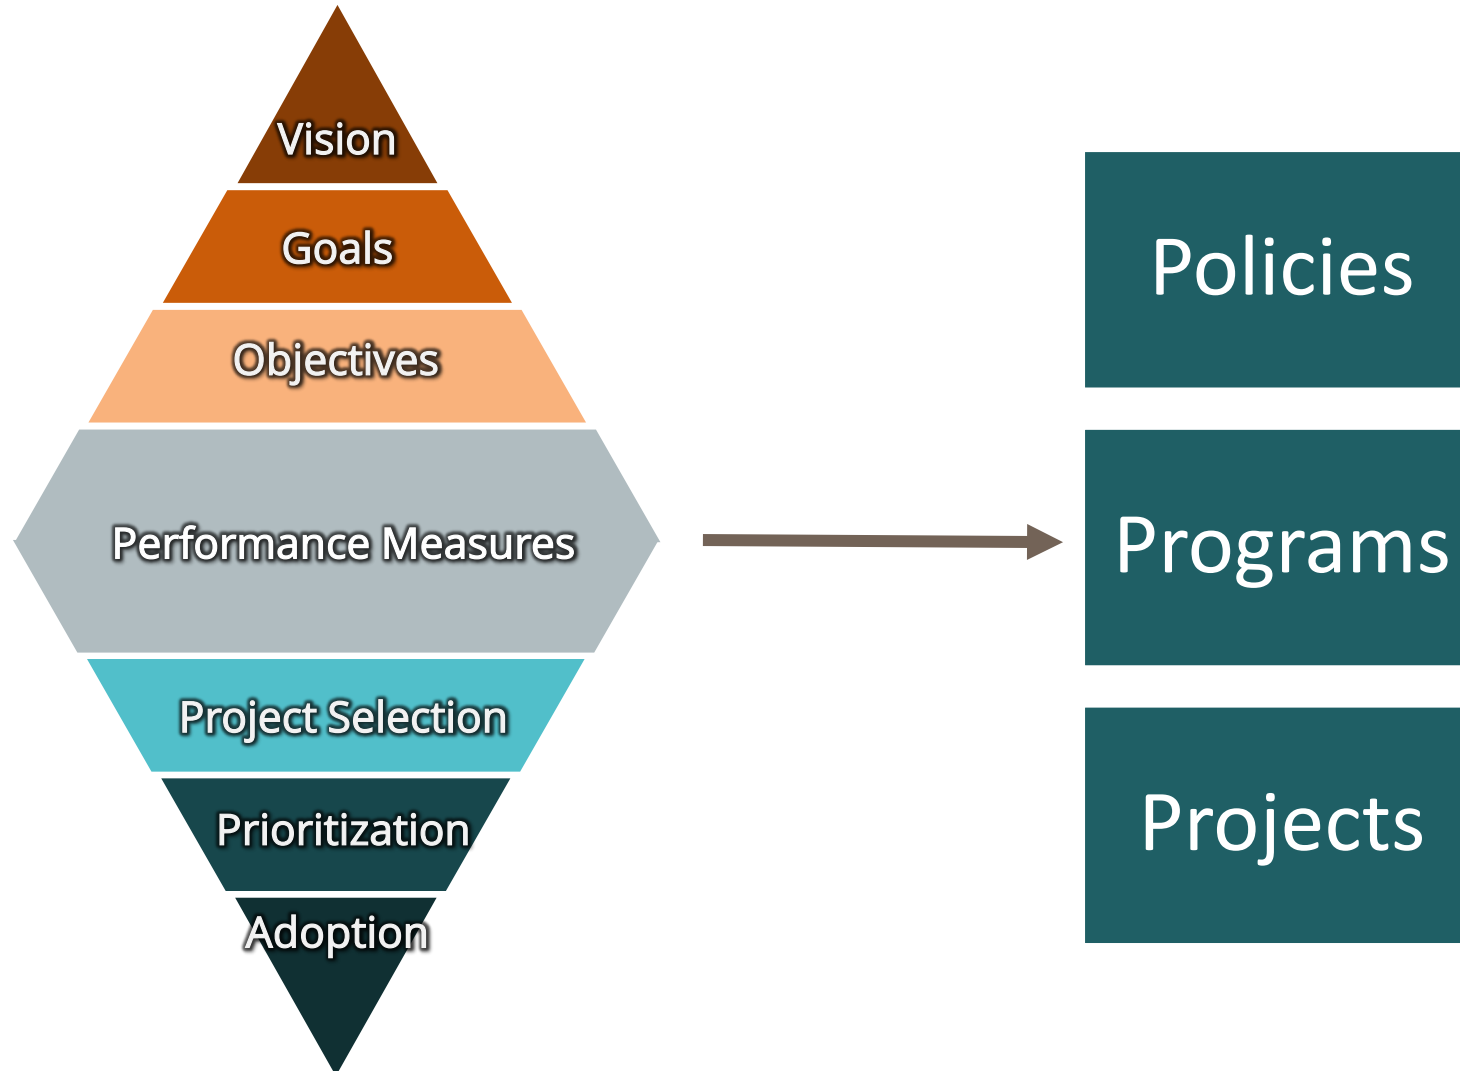 Vision
Goals
Objectives
Performance Measures
Project Selection
Prioritization
Adoption
Policies
Programs
Projects